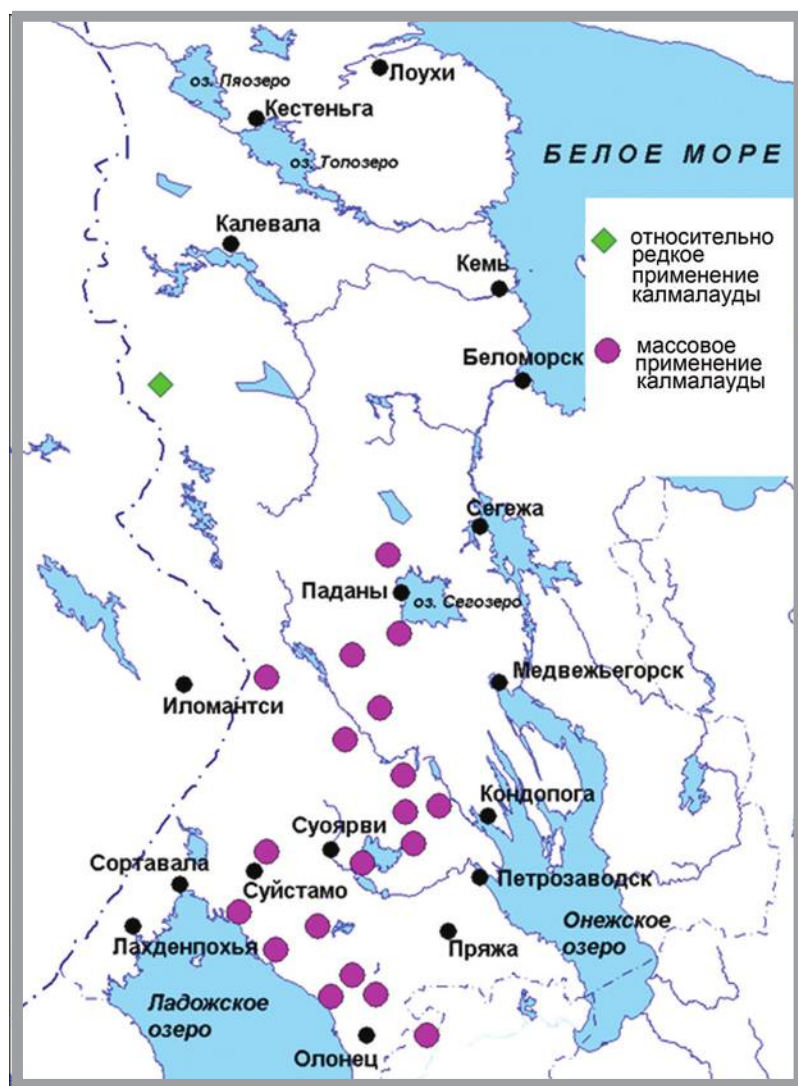 Лоухи
оз. Пяозеро
Кестеньга
оз. Топозеро
БЕЛОЕ МОРЕ
Калевала
относительно
редкое
применение
калмалауды
Кемь
массовое
применение
калмалауды
Беломорск
Сегежа
Паданы
оз. Сегозеро
Медвежьегорск
Иломантси
Кондопога
Суоярви
Сортавала
Суйстамо
Петрозаводск
Онежское
озеро
Лахденпохья
Пряжа
Ладожское
озеро
Олонец